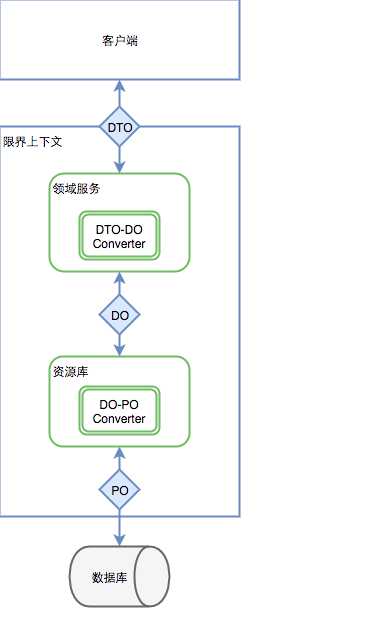 客户端
DTO
限界上下文
领域服务
DTO-DO
Converter
DO
资源库
DO-PO
Converter
PO
数据库